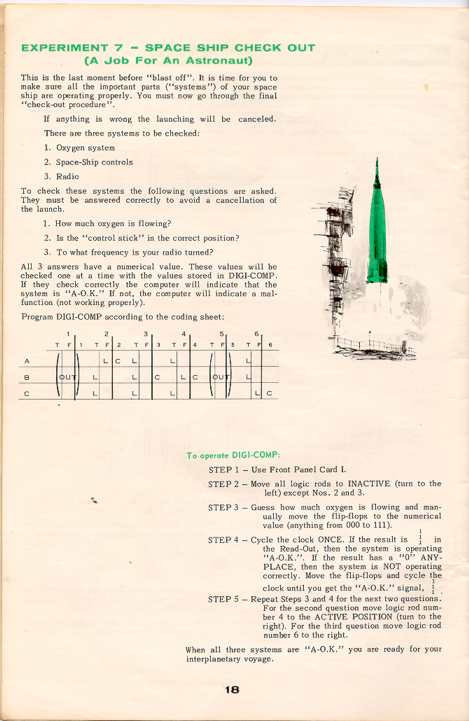 EXPERIMENT 7 – SPACE SHIP CHECK OUT
(A Job For An Astronaut)
This is the last moment before "blast off". It is time for you to
make sure all the important parts ("systems") of your space
ship are operating properly. You must now go through the final
"check-out procedure".
If anything is wrong the launching will be canceled.
There are three systems to be checked:
1. Oxygen system
2. Space-Ship controls
3. Radio
To check these systems the following questions are asked.
They must be answered correctly to avoid a cancellation of
the launch.
1. How much oxygen is flowing?
2. Is the "control stick" in the correct position?
3. To what frequency is your radio turned?
All 3 answers have a numerical value. These values will be
checked one at a time with the values stored in DIGI-COMP.
If they check correctly the computer will indicate that the
system is "A-O.K." If not, the computer will indicate a mal-
function (not working properly).
Program DIGI-COMP according to the coding sheet:
1 2 3 4 5 6
T F 1 T F 2 T F 3 T F 4 T F 5 T F 6
A L C L L L
B OUT L L C L C OUT L
C L L L L C
To operate DIGI-COMP:
STEP 1 – Use Front Panel Card I.
STEP 2 – Move all logic rods to INACTIVE (turn to the
left) except Nos. 2 and 3.
STEP 3 – Guess how much oxygen is flowing and man-
ually move the flip-flops to the numerical
value (anything from 000 to 111).
STEP 4 – Cycle the clock ONCE. If the result is in
the Read-Out, then the system is operating
"A-O.K.". If the result has a "0" ANY-
PLACE, then the system is NOT operating
correctly. Move the flip-flops and cycle the
clock until you get the "A-O.K." signal,
STEP 5 – Repeat Steps 3 and 4 for the next two questions.
For the second question move logic rod num-
ber 4 to the ACTIVE POSITION (turn to the
right). For the third question move logic rod
number 6 to the right.
When all three systems are "A-O.K." you are ready for your
interplanetary voyage.
18